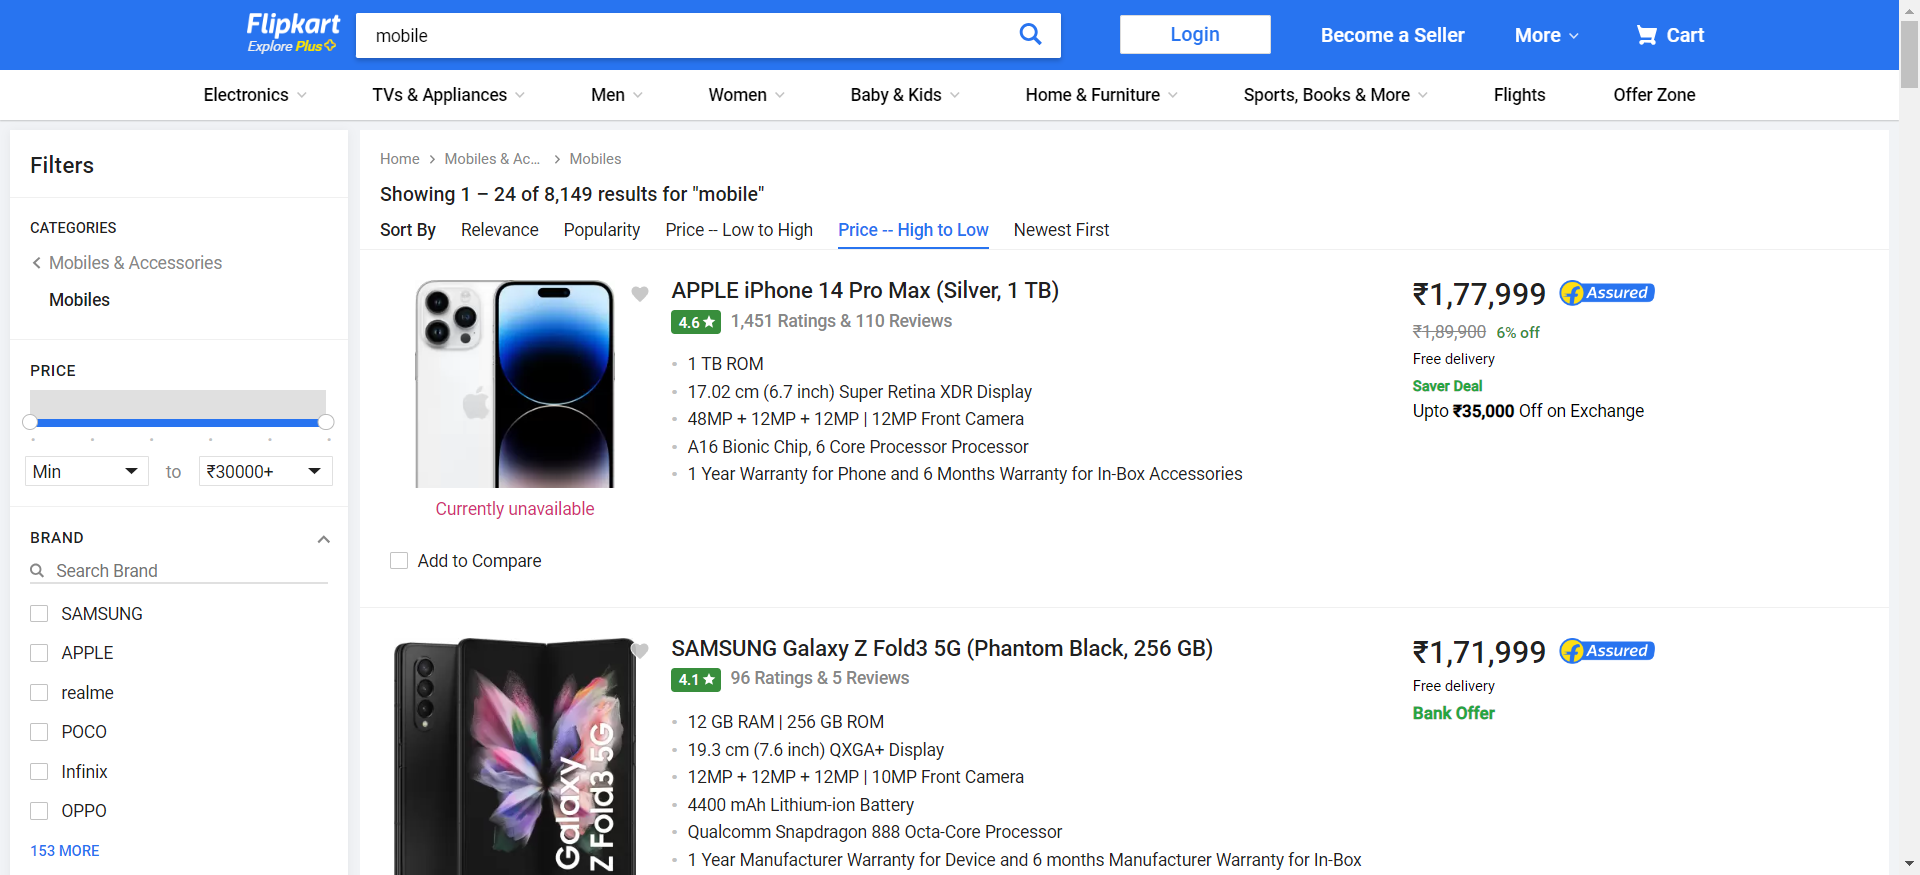 Flipkart
Explore Plus
mobile
Login
Become a Seller
More
Cart
Electronics
TVs & Appliances
Men
Women
Baby & Kids
Home & Furniture
Sports, Books & More
Flights
Offer Zone
Filters
CATEGORIES
Mobiles & Accessories
Mobiles
PRICE
Min to ₹30000+
BRAND
Search Brand
SAMSUNG
APPLE
realme
POCO
Infinix
OPPO
153 MORE
Home > Mobiles & Ac... > Mobiles
Showing 1 – 24 of 8,149 results for "mobile"
Sort By Relevance Popularity Price -- Low to High Price -- High to Low Newest First
APPLE iPhone 14 Pro Max (Silver, 1 TB)
4.6★ 1,451 Ratings & 110 Reviews
1 TB ROM
17.02 cm (6.7 inch) Super Retina XDR Display
48MP + 12MP + 12MP | 12MP Front Camera
A16 Bionic Chip, 6 Core Processor Processor
1 Year Warranty for Phone and 6 Months Warranty for In-Box Accessories
₹1,77,999 Assured
₹1,89,900 6% off
Free delivery
Saver Deal
Upto ₹35,000 Off on Exchange
Currently unavailable
Add to Compare
Galaxy
Z Fold3 5G
SAMSUNG Galaxy Z Fold3 5G (Phantom Black, 256 GB)
4.1★ 96 Ratings & 5 Reviews
12 GB RAM | 256 GB ROM
19.3 cm (7.6 inch) QXGA+ Display
12MP + 12MP + 12MP | 10MP Front Camera
4400 mAh Lithium-ion Battery
Qualcomm Snapdragon 888 Octa-Core Processor
1 Year Manufacturer Warranty for Device and 6 months Manufacturer Warranty for In-Box
₹1,71,999 Assured
Free delivery
Bank Offer